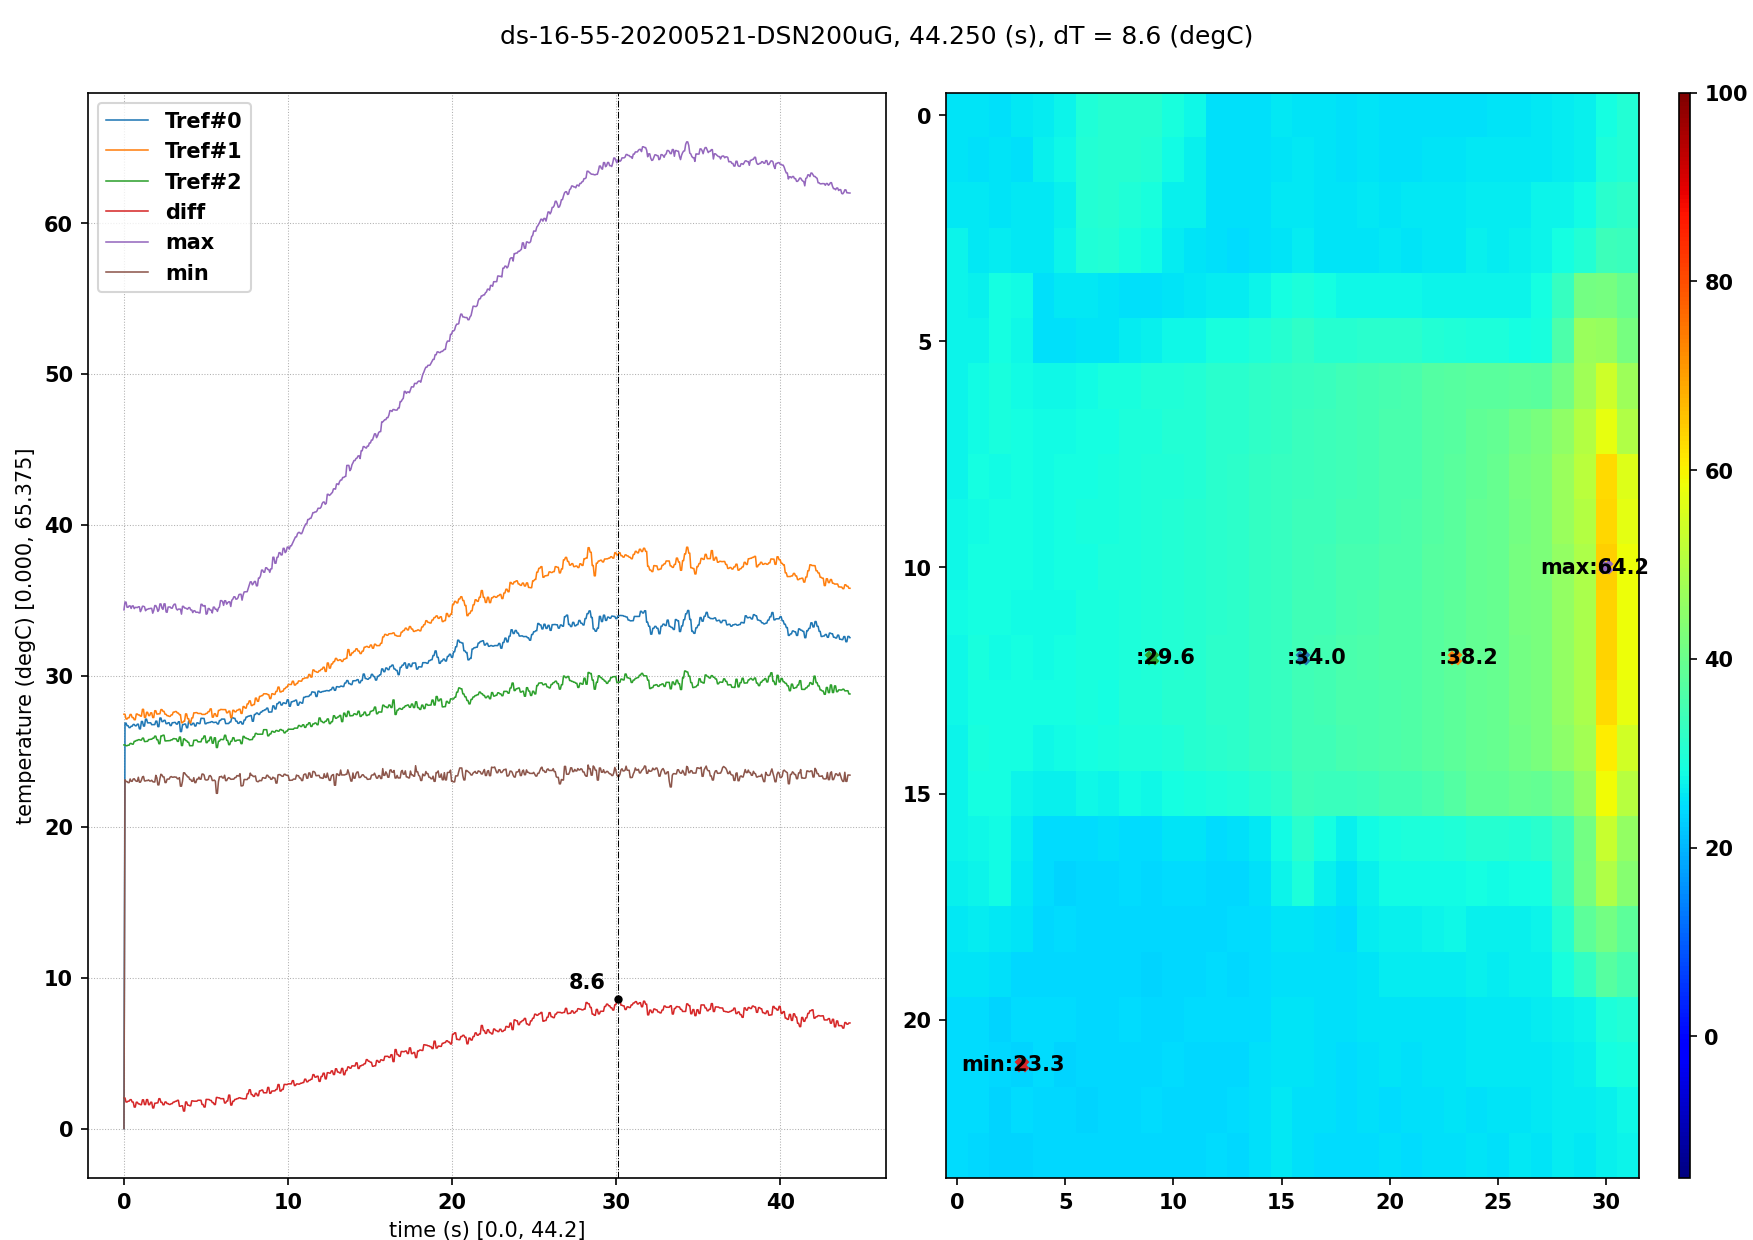 ds-16-55-20200521-DSN200uG, 44.250 (s), dT = 8.6 (degC)
Tref#0
Tref#1
Tref#2
diff
max
min
60
50
40
30
20
10
0
temperature (degC) [0.000, 65.375]
8.6
0 10 20 30 40
time (s) [0.0, 44.2]
0
5
10
15
20
max:64.2
:29.6 :34.0 :38.2
min:23.3
0 5 10 15 20 25 30
100
80
60
40
20
0